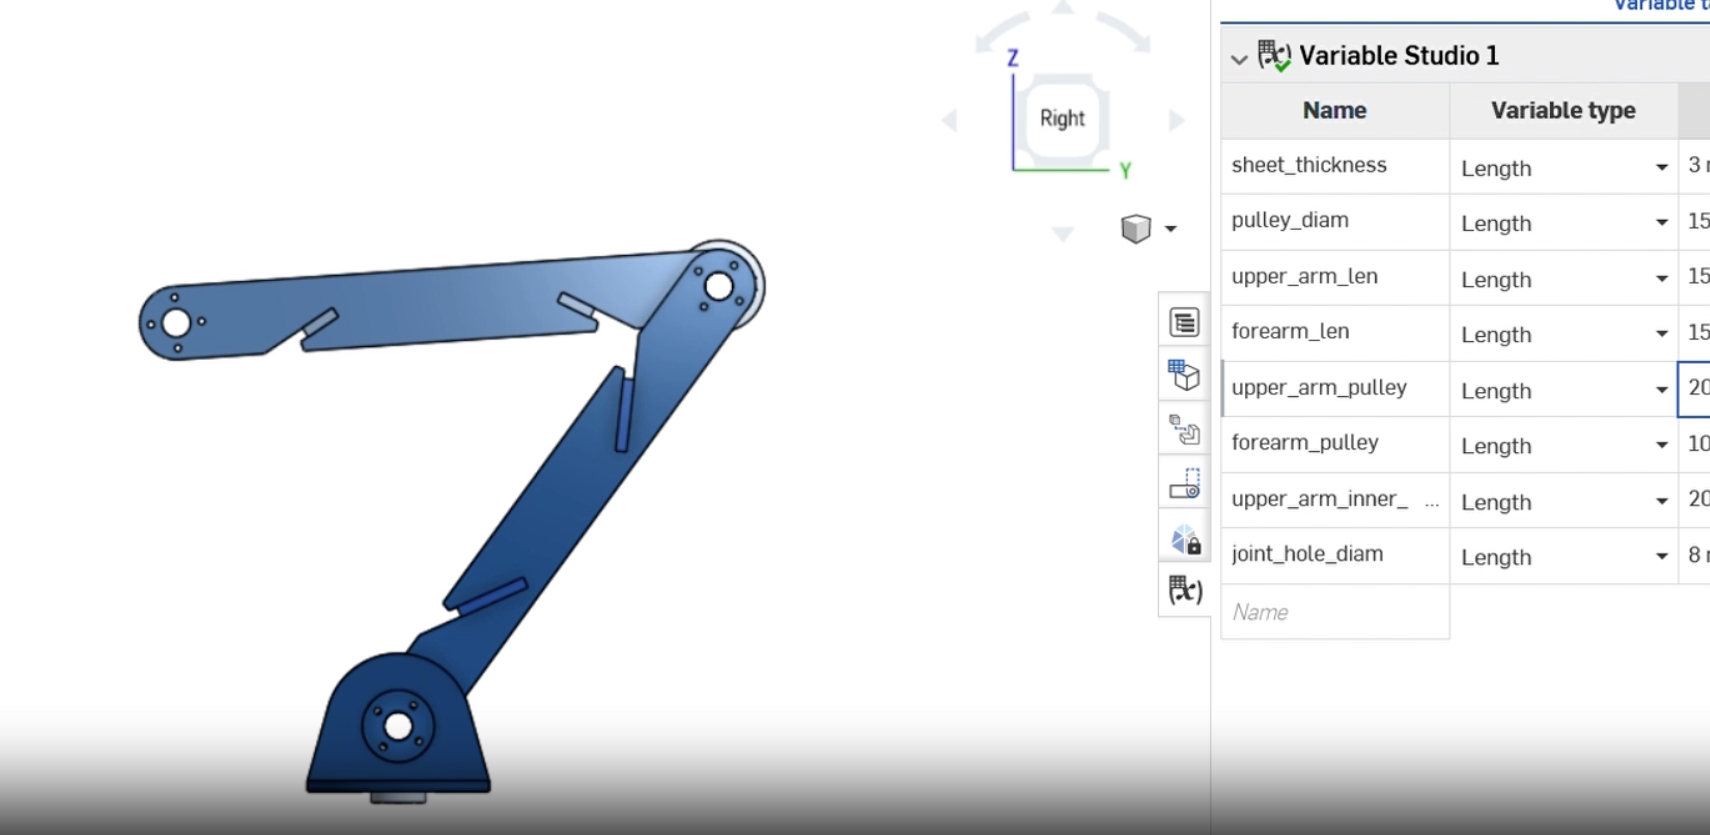 Variable t
Z
Right
Y
Variable Studio 1
Name Variable type
sheet_thickness Length 3
pulley_diam Length 15
upper_arm_len Length 15
forearm_len Length 15
upper_arm_pulley Length 20
forearm_pulley Length 10
upper_arm_inner_ ... Length 20
joint_hole_diam Length 8
Name